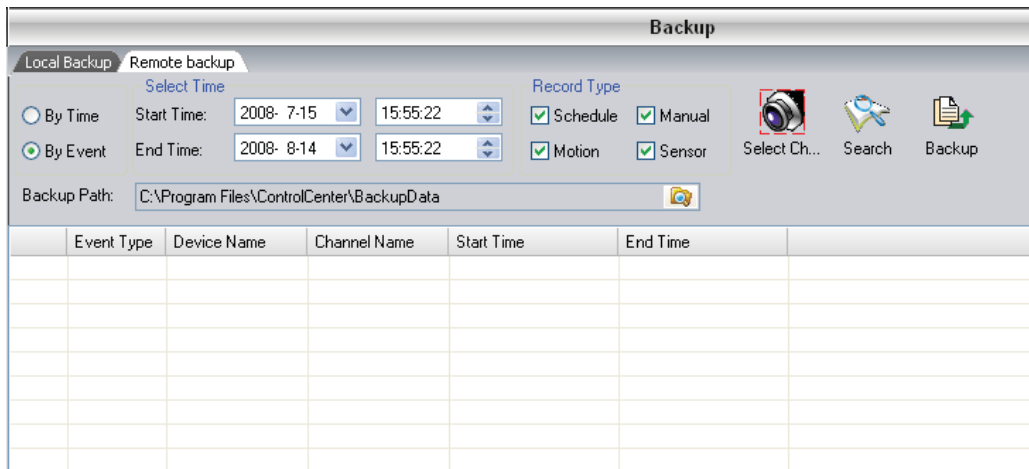 Backup
Local Backup Remote backup
Select Time Record Type
By Time Start Time: 2008- 7-15 15:55:22 Schedule Manual
By Event End Time: 2008- 8-14 15:55:22 Motion Sensor Select Ch... Search Backup
Backup Path: C:\Program Files\ControlCenter\BackupData
Event Type Device Name Channel Name Start Time End Time